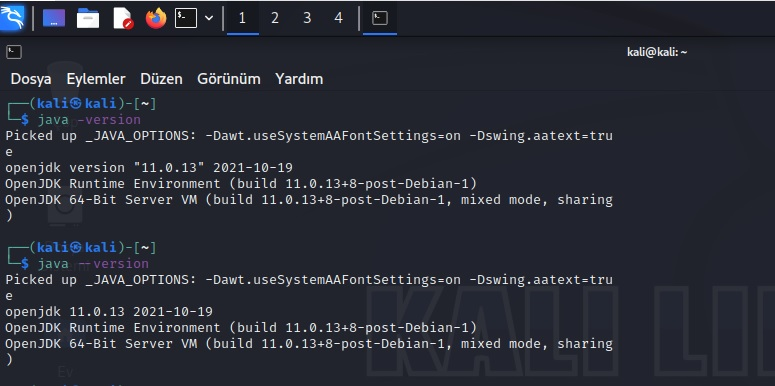 1 2 3 4
kali@kali: ~
Dosya Eylemler Düzen Görünüm Yardım
┌──(kali㉿kali)-[~]
└─$ java -version
Picked up _JAVA_OPTIONS: -Dawt.useSystemAAFontSettings=on -Dswing.aatext=tru
e
openjdk version "11.0.13" 2021-10-19
OpenJDK Runtime Environment (build 11.0.13+8-post-Debian-1)
OpenJDK 64-Bit Server VM (build 11.0.13+8-post-Debian-1, mixed mode, sharing
)
┌──(kali㉿kali)-[~]
└─$ java --version
Picked up _JAVA_OPTIONS: -Dawt.useSystemAAFontSettings=on -Dswing.aatext=tru
e
openjdk 11.0.13 2021-10-19
OpenJDK Runtime Environment (build 11.0.13+8-post-Debian-1)
OpenJDK 64-Bit Server VM (build 11.0.13+8-post-Debian-1, mixed mode, sharing
)
KALI LI
Ev